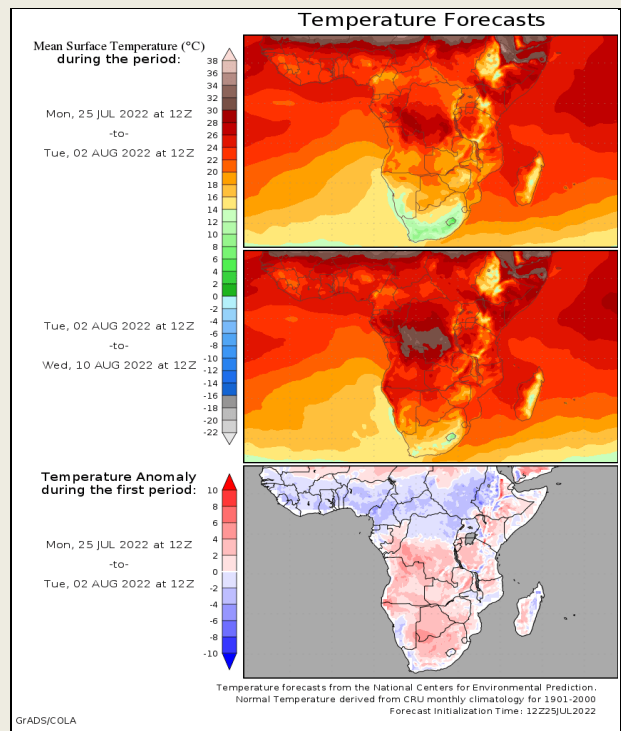 Temperature Forecasts
Mean Surface Temperature (°C)
during the period:
Mon, 25 JUL 2022 at 12Z
-to-
Tue, 02 AUG 2022 at 12Z
38
36
34
32
30
28
26
24
22
20
18
16
14
12
10
8
6
4
2
0
-2
-4
-6
-8
-10
-12
-14
-16
-18
-20
-22
Tue, 02 AUG 2022 at 12Z
-to-
Wed, 10 AUG 2022 at 12Z
Temperature Anomaly
during the first period:
Mon, 25 JUL 2022 at 12Z
-to-
Tue, 02 AUG 2022 at 12Z
10
8
6
4
2
0
-2
-4
-6
-8
-10
Temperature forecasts from the National Centers for Environmental Prediction.
Normal Temperature derived from CRU monthly climatology for 1901-2000
Forecast Initialization Time: 12Z25JUL2022
GrADS/COLA